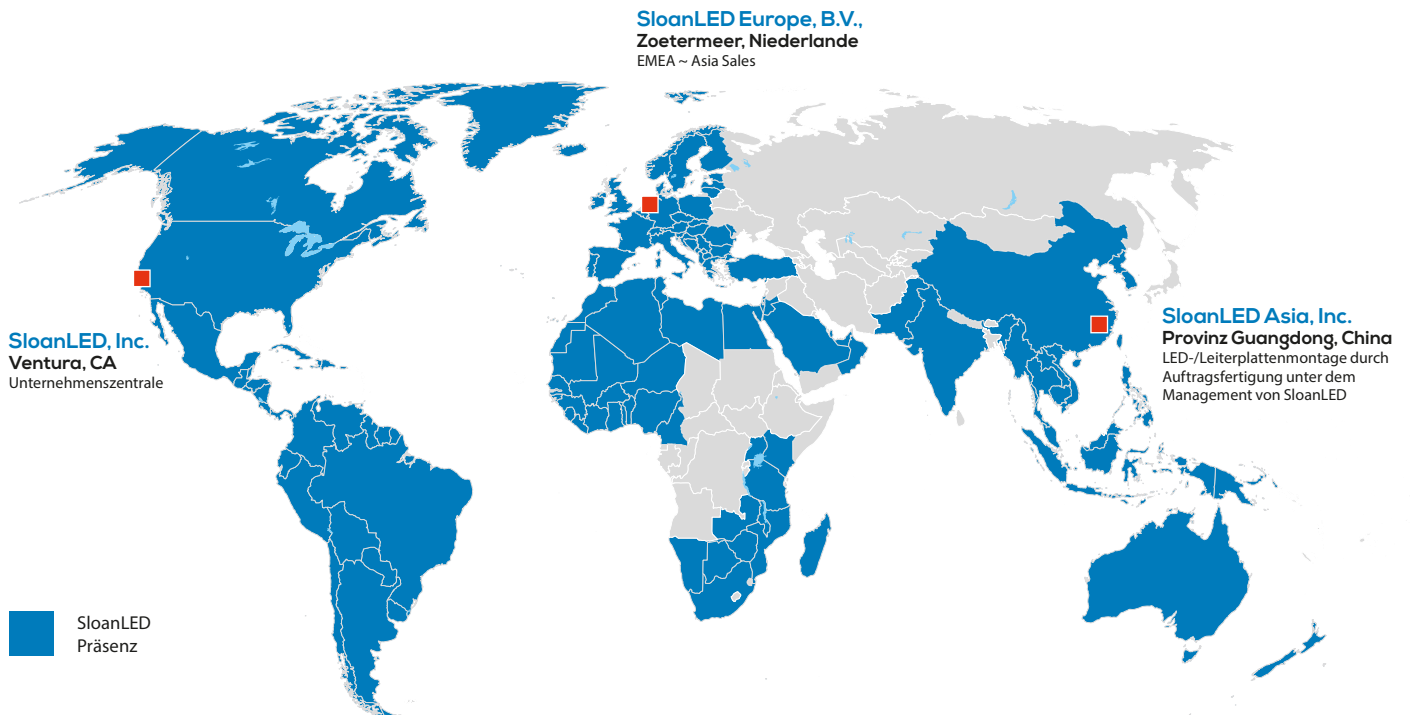 SloanLED Europe, B.V.,
Zoetermeer, Niederlande
EMEA ~ Asia Sales
SloanLED, Inc.
Ventura, CA
Unternehmenszentrale
SloanLED Asia, Inc.
Provinz Guangdong, China
LED-/Leiterplattenmontage durch
Auftragsfertigung unter dem
Management von SloanLED
SloanLED
Präsenz